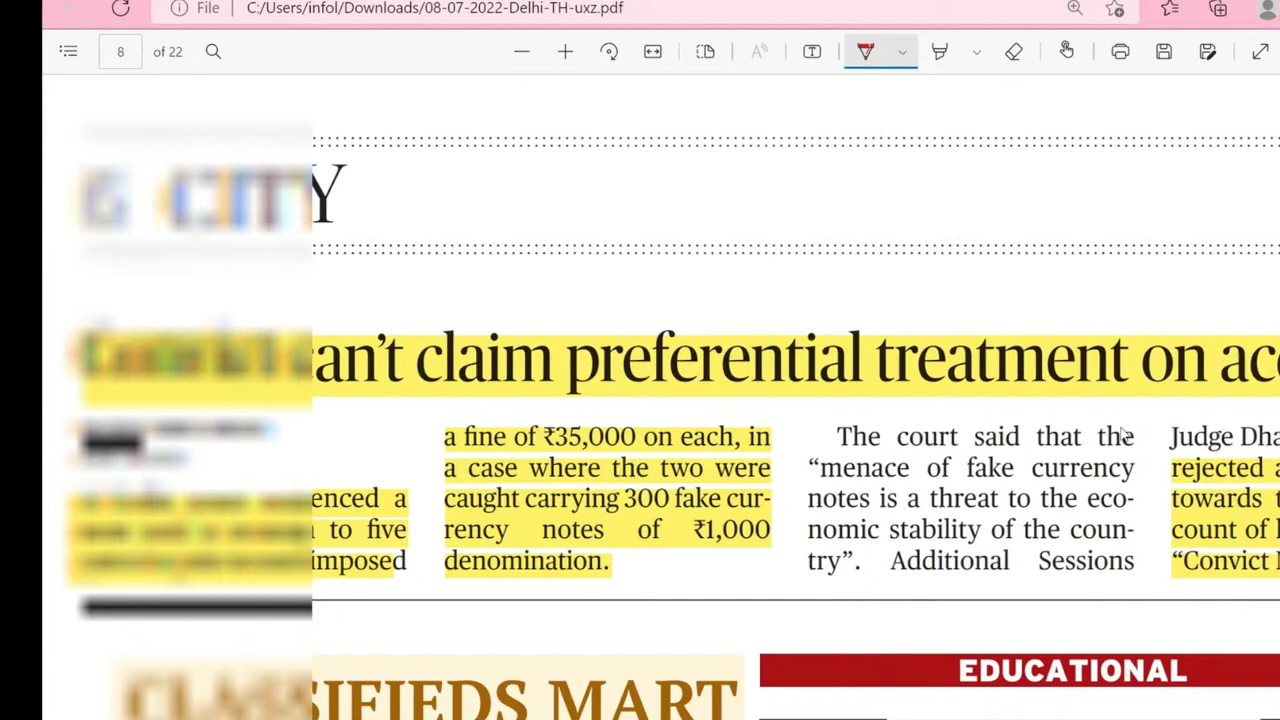 File C:/Users/infol/Downloads/08-07-2022-Delhi-TH-uxz.pdf
8 of 22
CITY
can't claim preferential treatment on acc
enced a
to five
imposed
a fine of ₹35,000 on each, in
a case where the two were
caught carrying 300 fake cur-
rency notes of ₹1,000
denomination.
The court said that the
“menace of fake currency
notes is a threat to the eco-
nomic stability of the coun-
try”. Additional Sessions
Judge Dha
rejected a
towards
count of
“Convict
CLASSIFIEDS MART
EDUCATIONAL